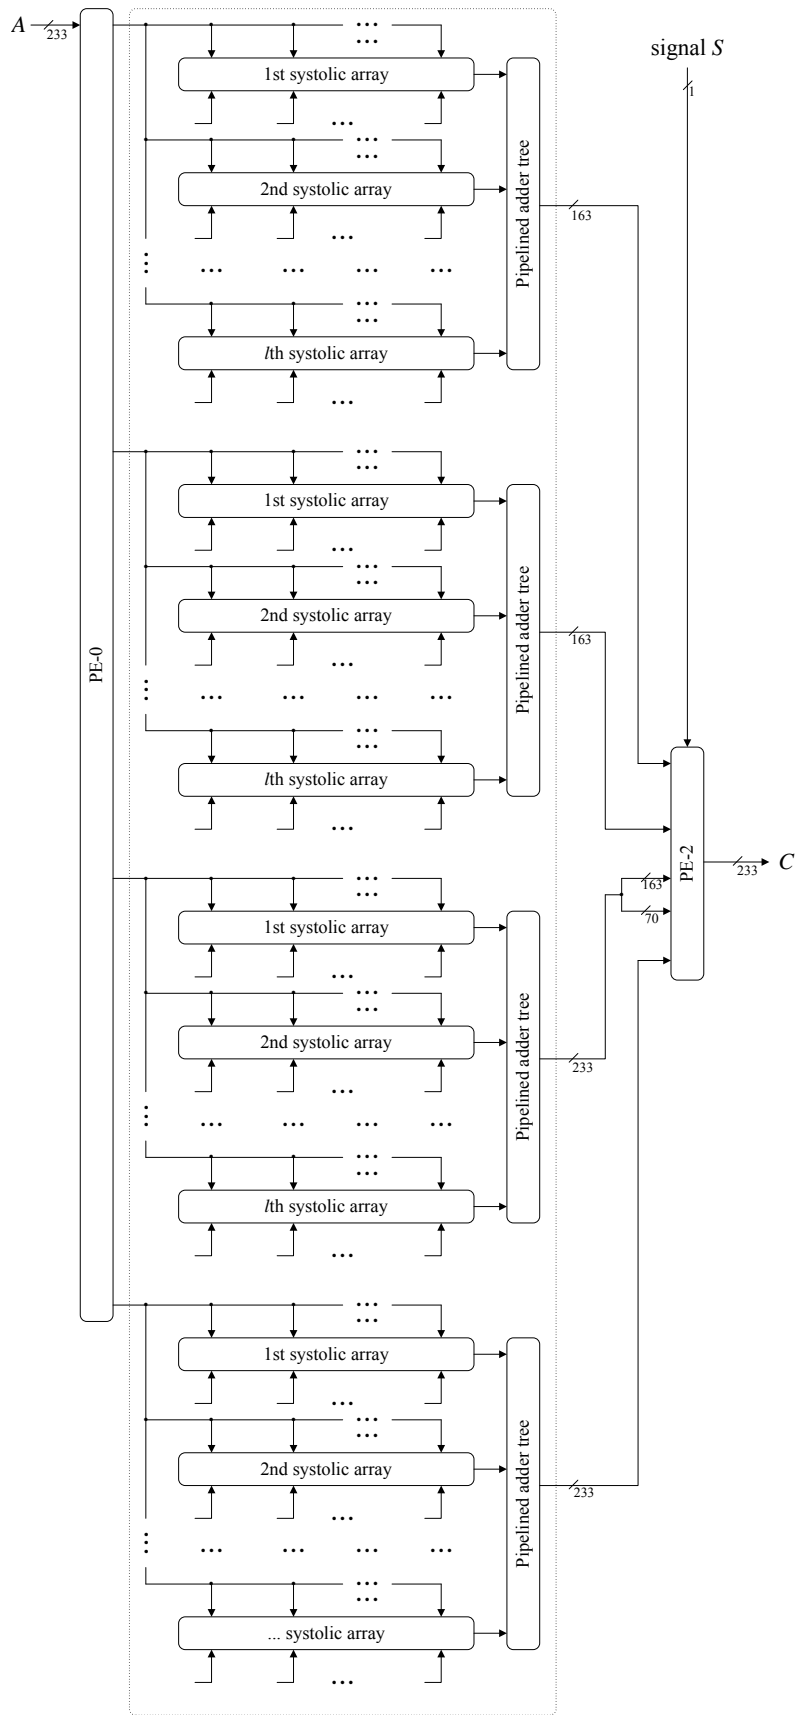 A
233
PE-0
signal S
1
1st systolic array
2nd systolic array
lth systolic array
Pipelined adder tree
163
1st systolic array
2nd systolic array
lth systolic array
Pipelined adder tree
163
1st systolic array
2nd systolic array
lth systolic array
Pipelined adder tree
233
163
70
PE-2
233
C
1st systolic array
2nd systolic array
... systolic array
Pipelined adder tree
233